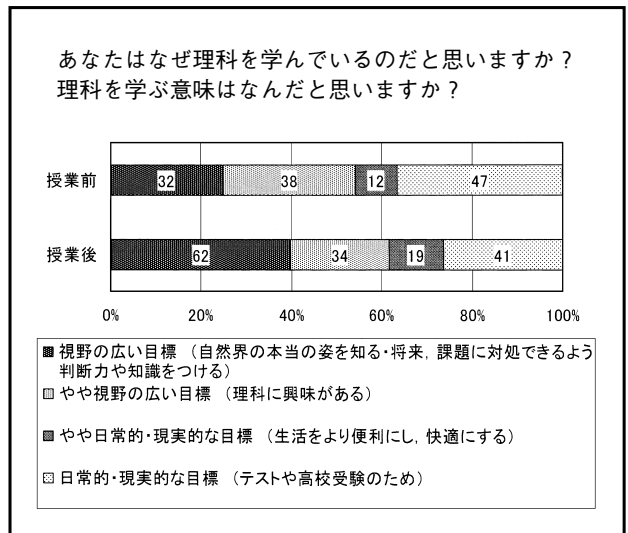 あなたはなぜ理科を学んでいるのだと思いますか？
理科を学ぶ意味はなんだと思いますか？
授業前 32 38 12 47
授業後 62 34 19 41
0% 20% 40% 60% 80% 100%
視野の広い目標 （自然界の本当の姿を知る・将来，課題に対処できるよう
判断力や知識をつける）
やや視野の広い目標 （理科に興味がある）
やや日常的・現実的な目標 （生活をより便利にし，快適にする）
日常的・現実的な目標 （テストや高校受験のため）